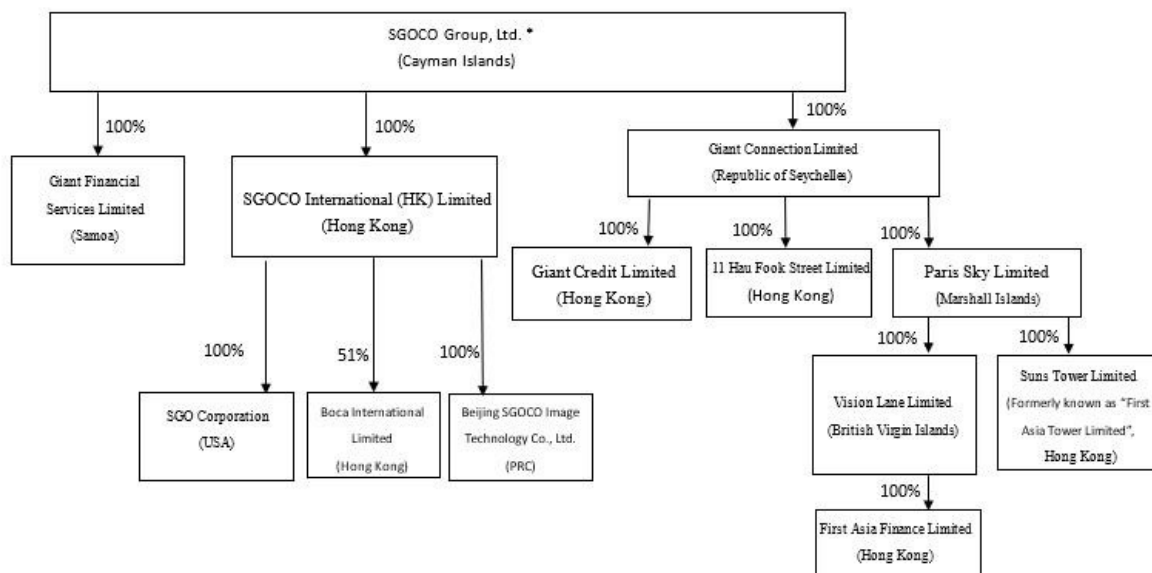 SGOCO Group, Ltd. *
(Cayman Islands)
100%
100%
100%
Giant Financial
Services Limited
(Samoa)
SGOCO International (HK) Limited
(Hong Kong)
Giant Connection Limited
(Republic of Seychelles)
100%
100%
100%
Giant Credit Limited
(Hong Kong)
11 Hau Fook Street Limited
(Hong Kong)
Paris Sky Limited
(Marshall Islands)
100%
51%
100%
100%
100%
SGO Corporation
(USA)
Boca International
Limited
(Hong Kong)
Beijing SGOCO Image
Technology Co., Ltd.
(PRC)
Vision Lane Limited
(British Virgin Islands)
Suns Tower Limited
(Formerly known as "First
Asia Tower Limited",
Hong Kong)
100%
First Asia Finance Limited
(Hong Kong)